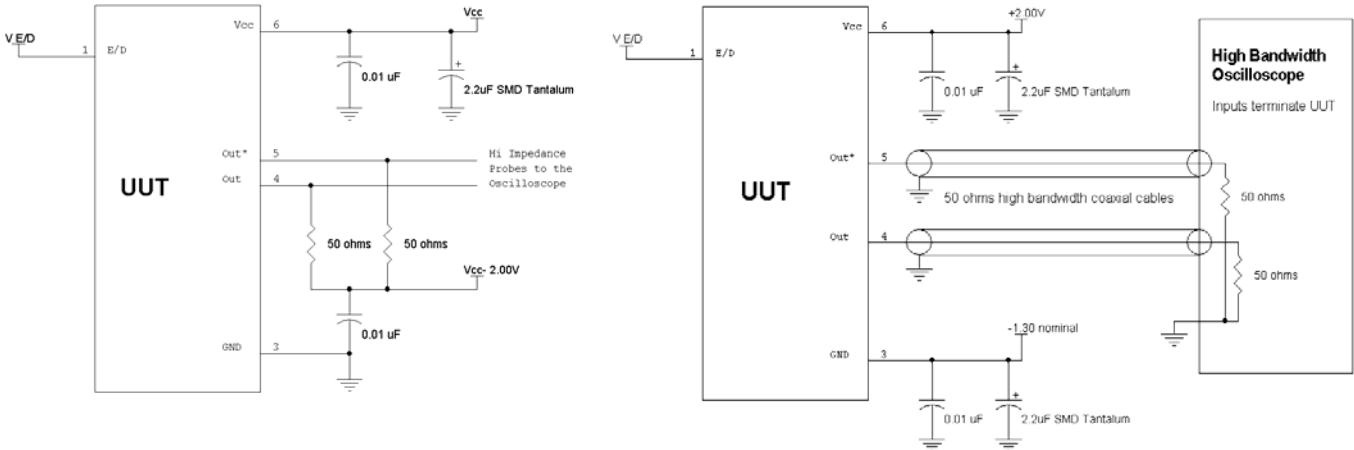 Vcc
Vcc 6
V E/D
1 E/D
0.01 uF
2.2uF SMD Tantalum
+
Out* 5
Hi Impedance
Probes to the
Oscilloscope
Out 4
UUT
50 ohms
50 ohms
Vcc- 2.00V
0.01 uF
GND 3
+2.00V
Vcc 6
V E/D
1 E/D
+
0.01 uF
2.2uF SMD Tantalum
High Bandwidth
Oscilloscope
Inputs terminate UUT
Out* 5
UUT
50 ohms high bandwidth coaxial cables
50 ohms
Out 4
50 ohms
-1.30 nominal
GND 3
+
0.01 uF
2.2uF SMD Tantalum